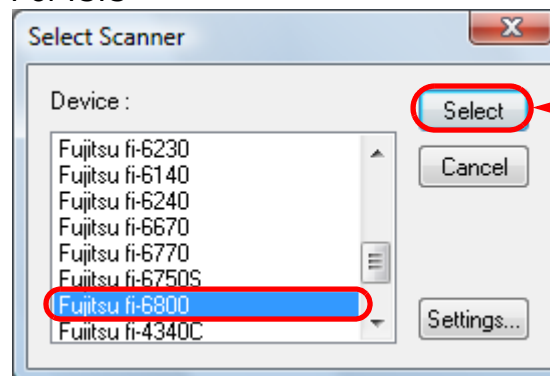 Select Scanner
Device :
Fujitsu fi-6230
Fujitsu fi-6140
Fujitsu fi-6240
Fujitsu fi-6670
Fujitsu fi-6770
Fujitsu fi-6750S
Fujitsu fi-6800
Fujitsu fi-4340C
Select
Cancel
Settings...